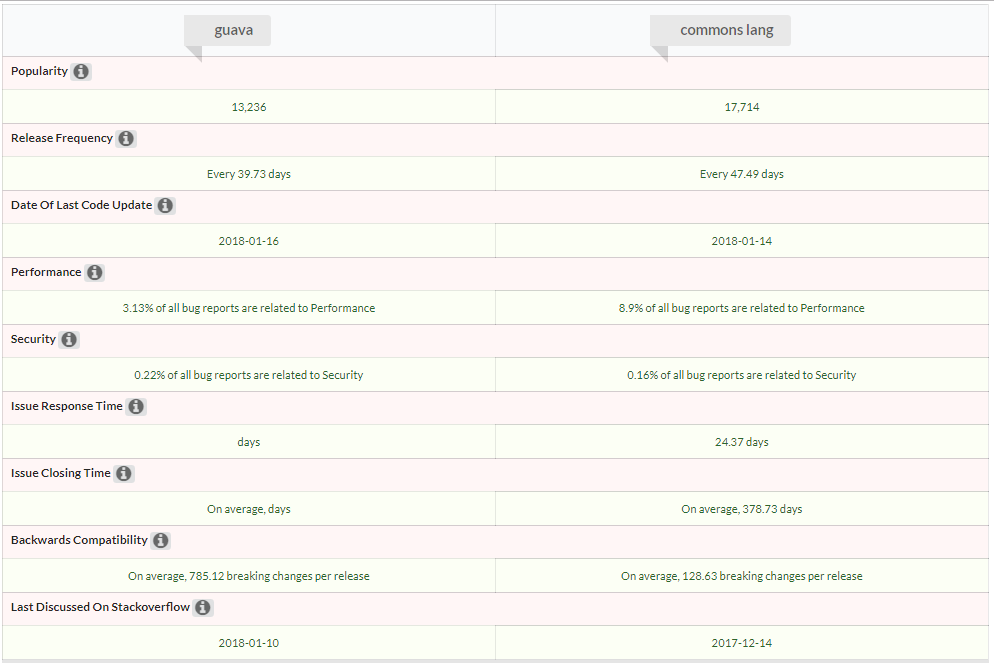 guava commons lang
Popularity
13,236 17,714
Release Frequency
Every 39.73 days Every 47.49 days
Date Of Last Code Update
2018-01-16 2018-01-14
Performance
3.13% of all bug reports are related to Performance 8.9% of all bug reports are related to Performance
Security
0.22% of all bug reports are related to Security 0.16% of all bug reports are related to Security
Issue Response Time
days 24.37 days
Issue Closing Time
On average, days On average, 378.73 days
Backwards Compatibility
On average, 785.12 breaking changes per release On average, 128.63 breaking changes per release
Last Discussed On Stackoverflow
2018-01-10 2017-12-14